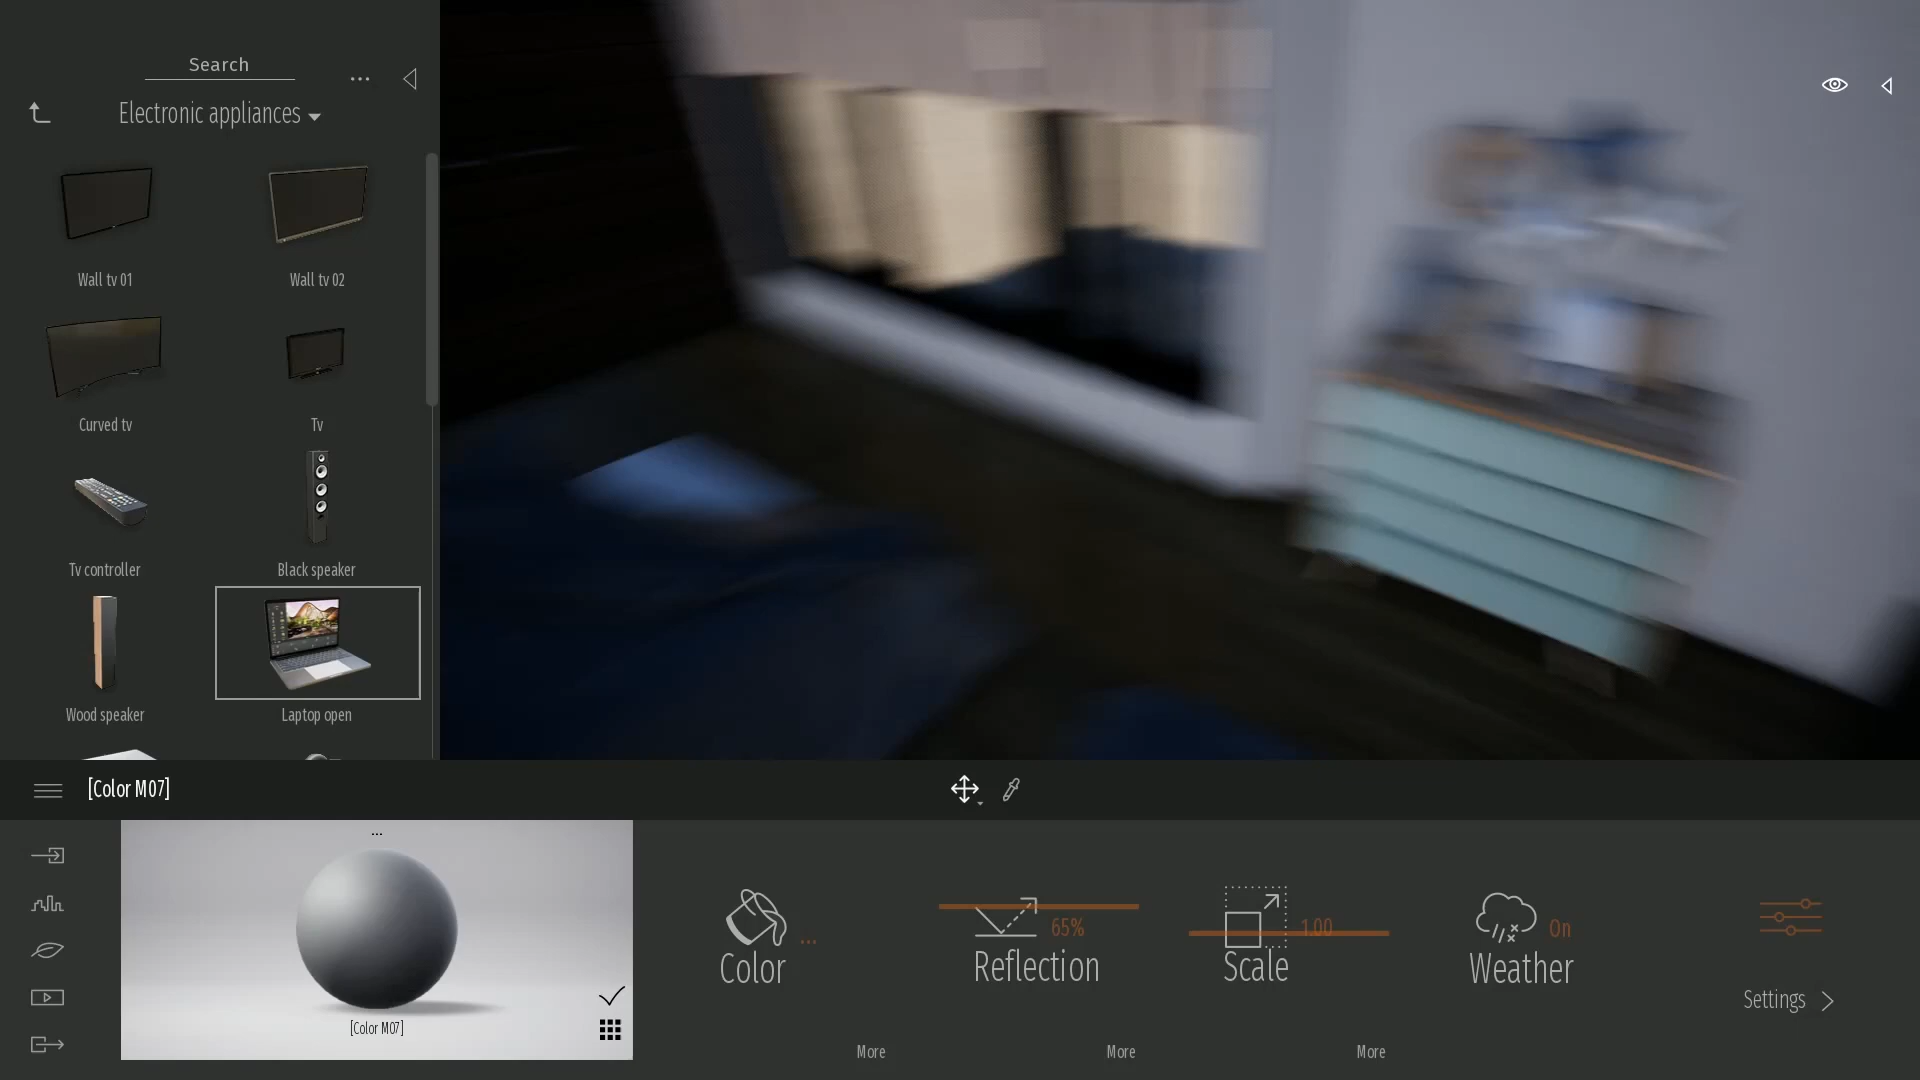 Search
...
Electronic appliances
Wall tv 01
Wall tv 02
Curved tv
Tv
Tv controller
Black speaker
Wood speaker
Laptop open
[Color M07]
...
[Color M07]
Color
...
Reflection
65%
Scale
1.00
Weather
On
Settings
More
More
More